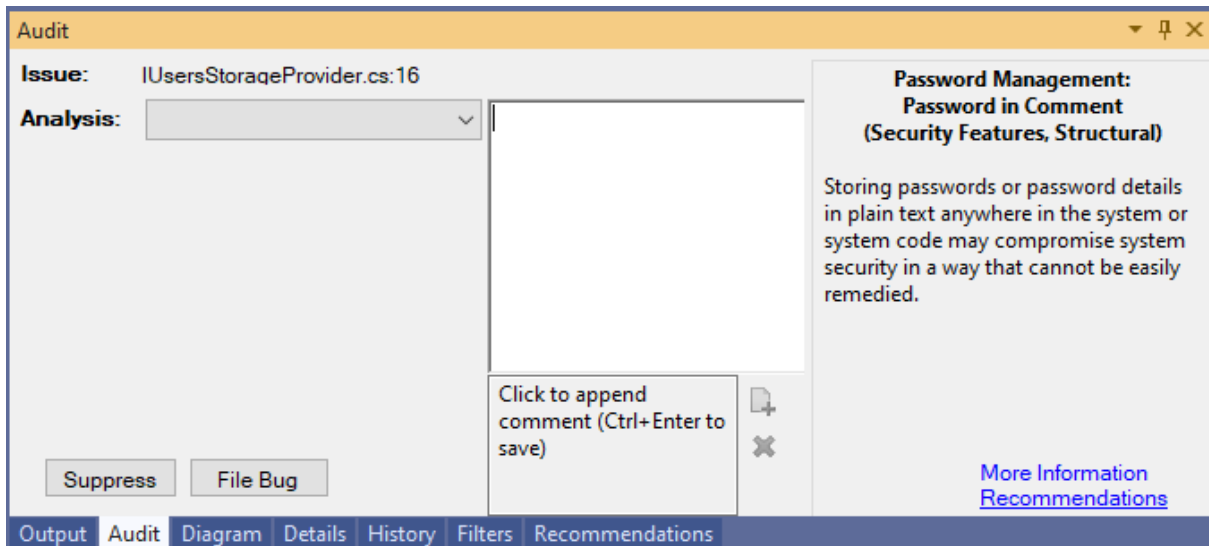 Audit
Issue: IUsersStorageProvider.cs:16
Analysis:
Click to append
comment (Ctrl+Enter to
save)
Suppress File Bug
Password Management:
Password in Comment
(Security Features, Structural)
Storing passwords or password details
in plain text anywhere in the system or
system code may compromise system
security in a way that cannot be easily
remedied.
More Information
Recommendations
Output Audit Diagram Details History Filters Recommendations